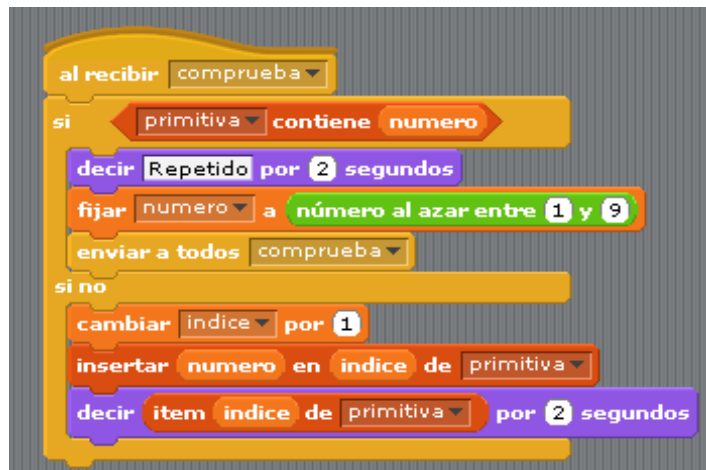 al recibir comprueba
si primitiva contiene numero
decir Repetido por 2 segundos
fijar numero a número al azar entre 1 y 9
enviar a todos comprueba
si no
cambiar indice por 1
insertar numero en indice de primitiva
decir item indice de primitiva por 2 segundos